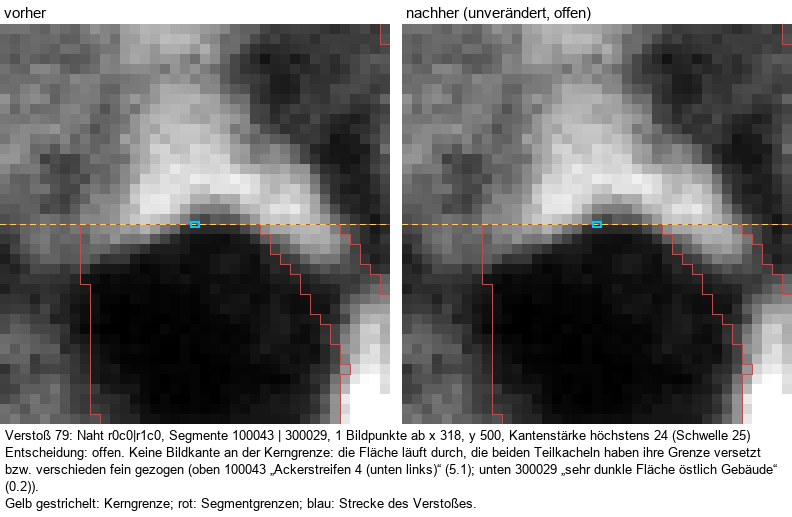 vorher
nachher (unverändert, offen)
Verstoß 79: Naht r0c0|r1c0, Segmente 100043 | 300029, 1 Bildpunkte ab x 318, y 500, Kantenstärke höchstens 24 (Schwelle 25)
Entscheidung: offen. Keine Bildkante an der Kerngrenze: die Fläche läuft durch, die beiden Teilkacheln haben ihre Grenze versetzt
bzw. verschieden fein gezogen (oben 100043 „Ackerstreifen 4 (unten links)“ (5.1); unten 300029 „sehr dunkle Fläche östlich Gebäude“
(0.2)).
Gelb gestrichelt: Kerngrenze; rot: Segmentgrenzen; blau: Strecke des Verstoßes.